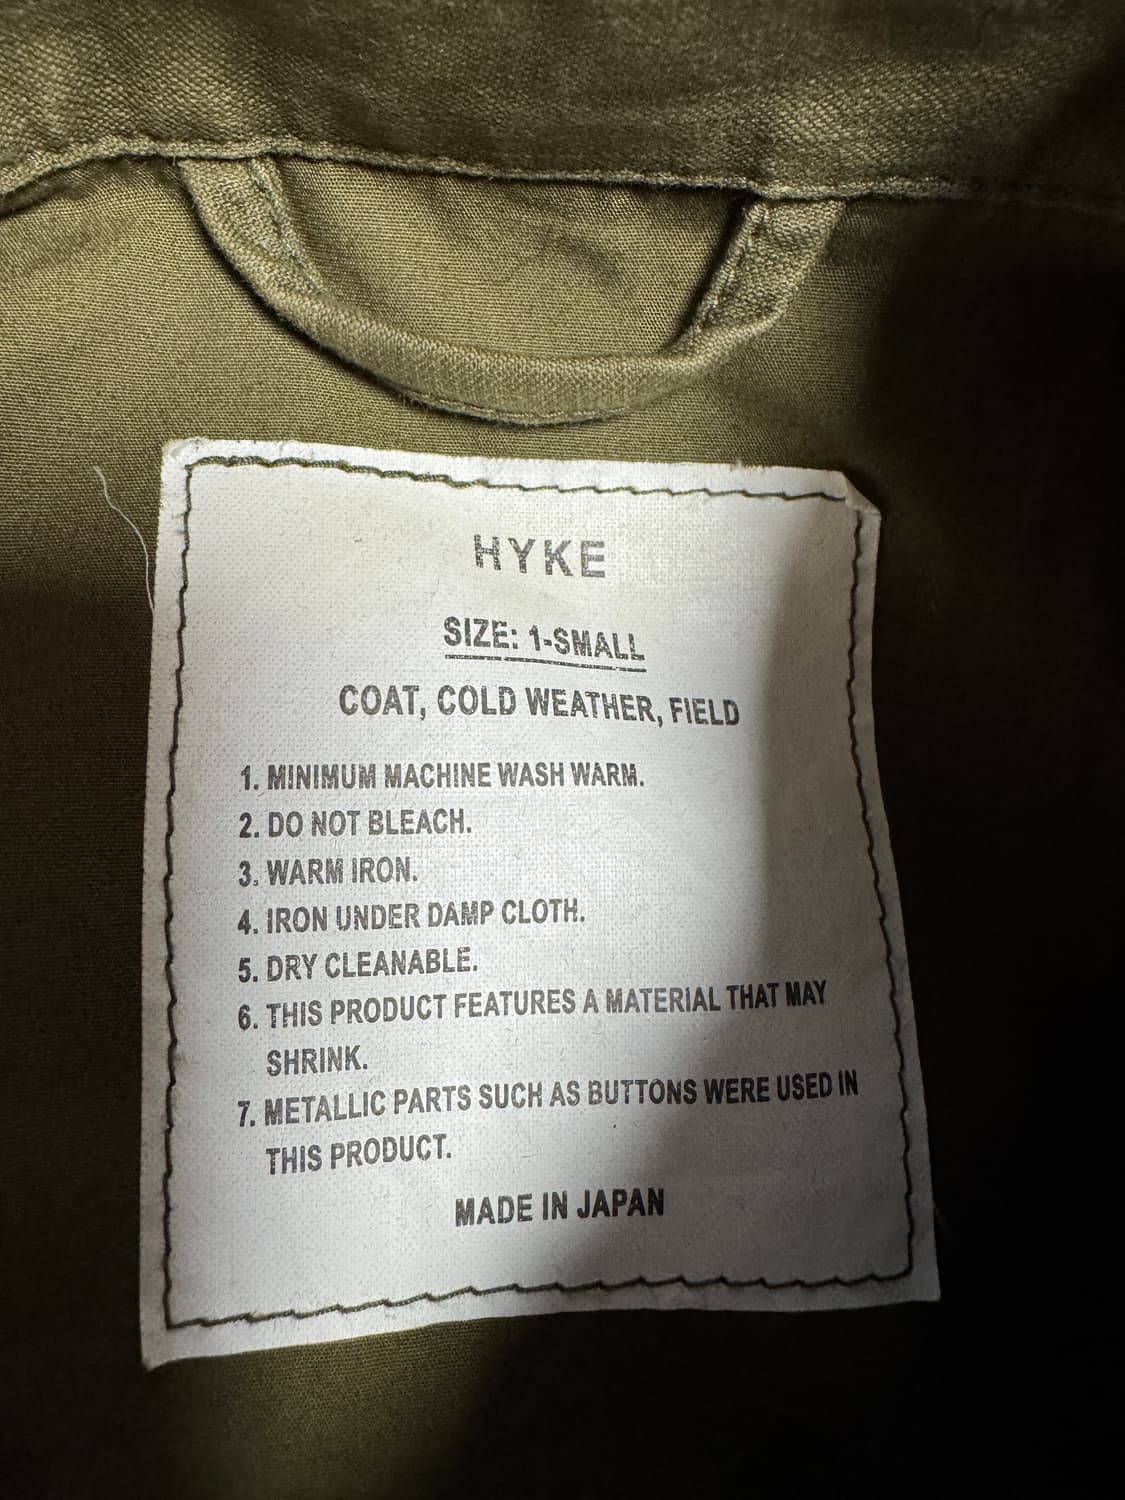 HYKE
SIZE: 1-SMALL
COAT, COLD WEATHER, FIELD
1. MINIMUM MACHINE WASH WARM.
2. DO NOT BLEACH.
3. WARM IRON.
4. IRON UNDER DAMP CLOTH.
5. DRY CLEANABLE.
6. THIS PRODUCT FEATURES A MATERIAL THAT MAY
SHRINK.
7. METALLIC PARTS SUCH AS BUTTONS WERE USED IN
THIS PRODUCT.
MADE IN JAPAN